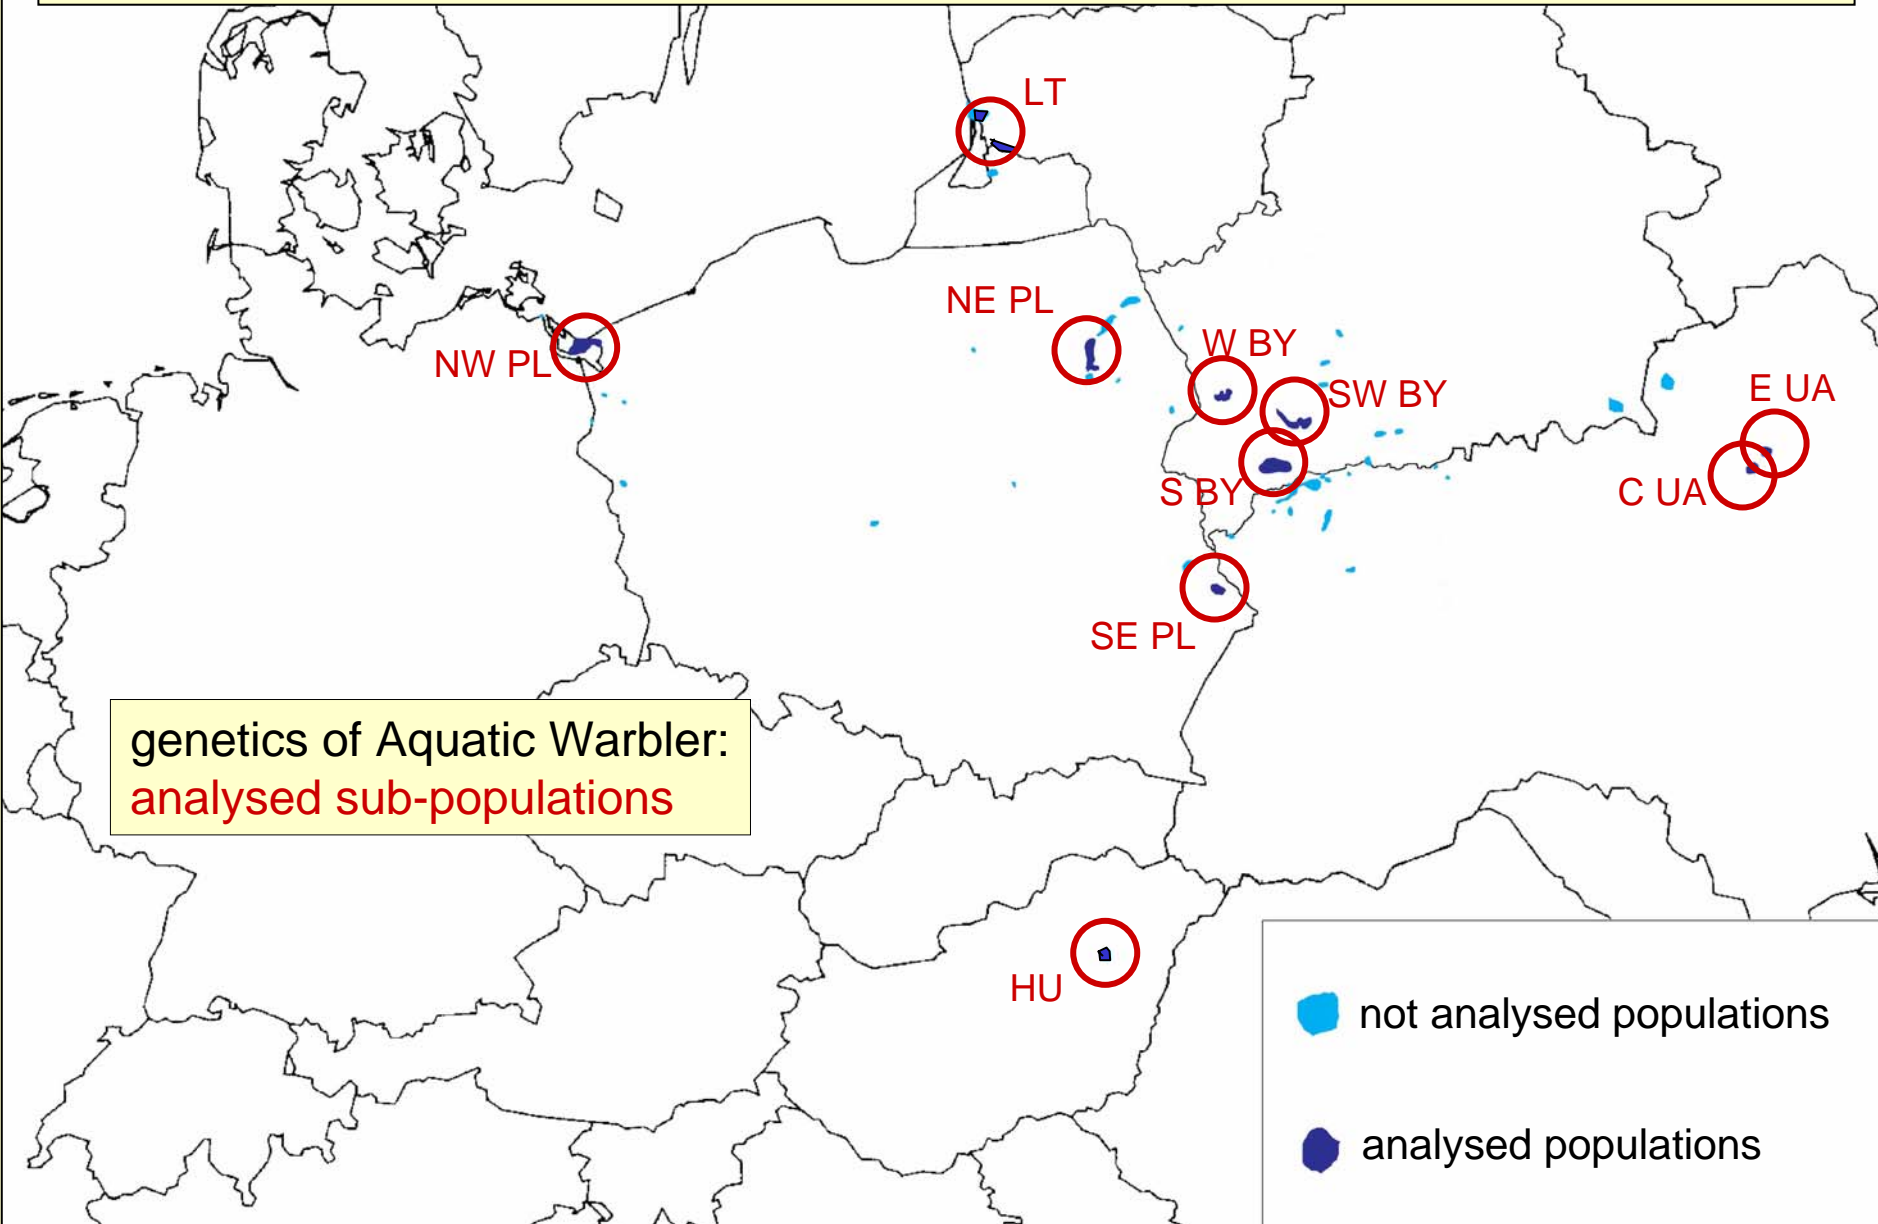 LT
NE PL
NW PL
W BY
SW BY
E UA
S BY
C UA
SE PL
genetics of Aquatic Warbler:
analysed sub-populations
HU
not analysed populations
analysed populations